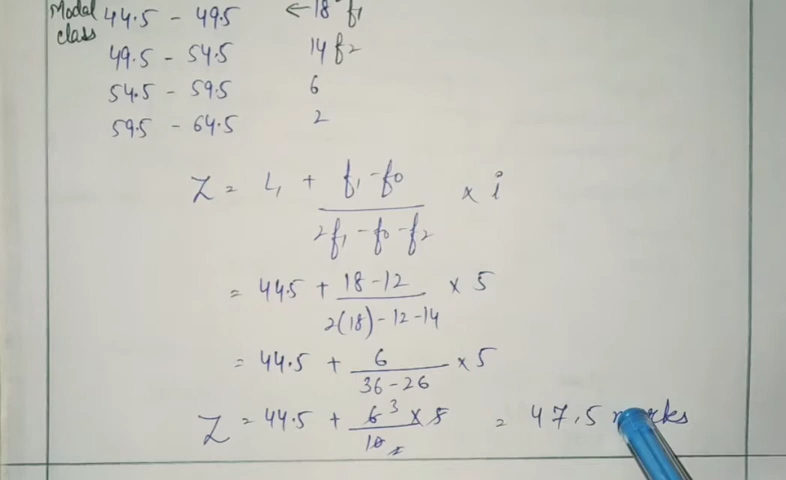 Modal class 44.5 - 49.5 ← 18 f1
49.5 - 54.5 14 f2
54.5 - 59.5 6
59.5 - 64.5 2
Z = L1 + (f1 - f0) / (2f1 - f0 - f2) × i
= 44.5 + (18 - 12) / (2(18) - 12 - 14) × 5
= 44.5 + 6 / (36 - 26) × 5
Z = 44.5 + (6 3 × 5) / (10 2) = 47.5